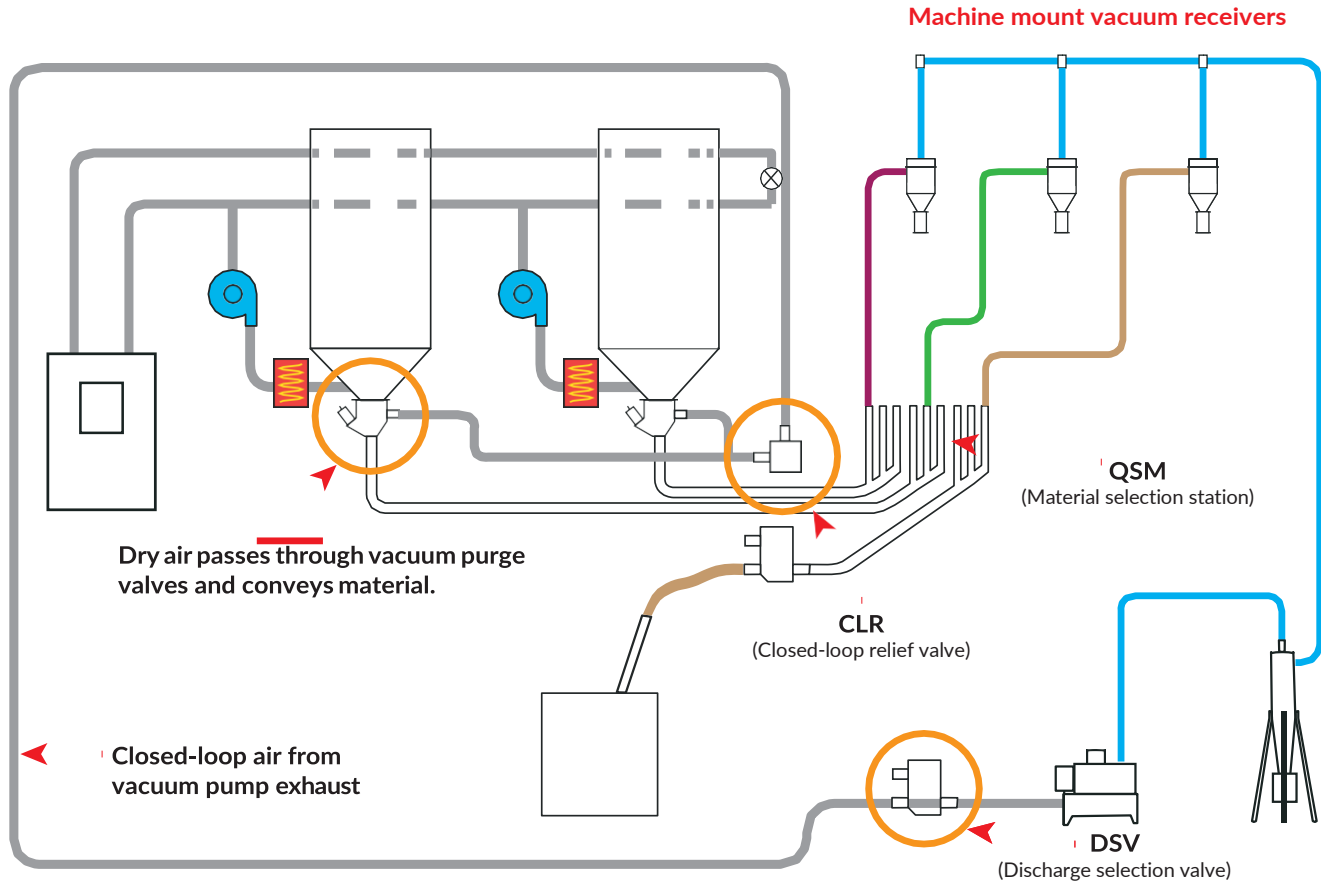 Machine mount vacuum receivers
QSM
(Material selection station)
Dry air passes through vacuum purge
valves and conveys material.
CLR
(Closed-loop relief valve)
Closed-loop air from
vacuum pump exhaust
DSV
(Discharge selection valve)